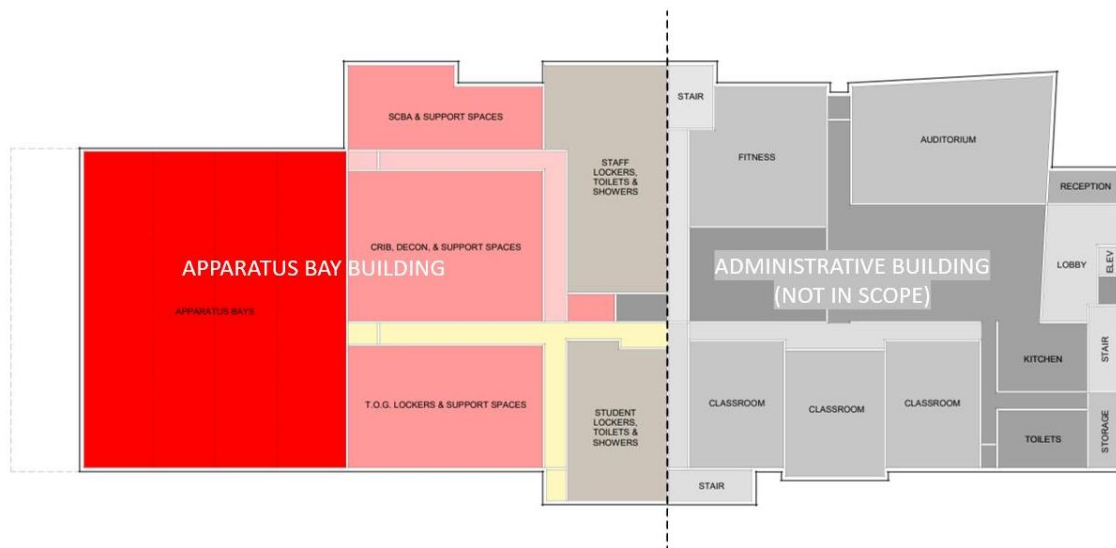 STAIR
SCBA & SUPPORT SPACES
AUDITORIUM
STAFF
LOCKERS,
TOILETS &
SHOWERS
FITNESS
RECEPTION
CRIB, DECON, & SUPPORT SPACES
APPARATUS BAY BUILDING
ADMINISTRATIVE BUILDING
(NOT IN SCOPE)
LOBBY
ELEV
APPARATUS BAYS
KITCHEN
STAIR
T.O.G. LOCKERS & SUPPORT SPACES
STUDENT
LOCKERS,
TOILETS &
SHOWERS
CLASSROOM
CLASSROOM
CLASSROOM
TOILETS
STORAGE
STAIR